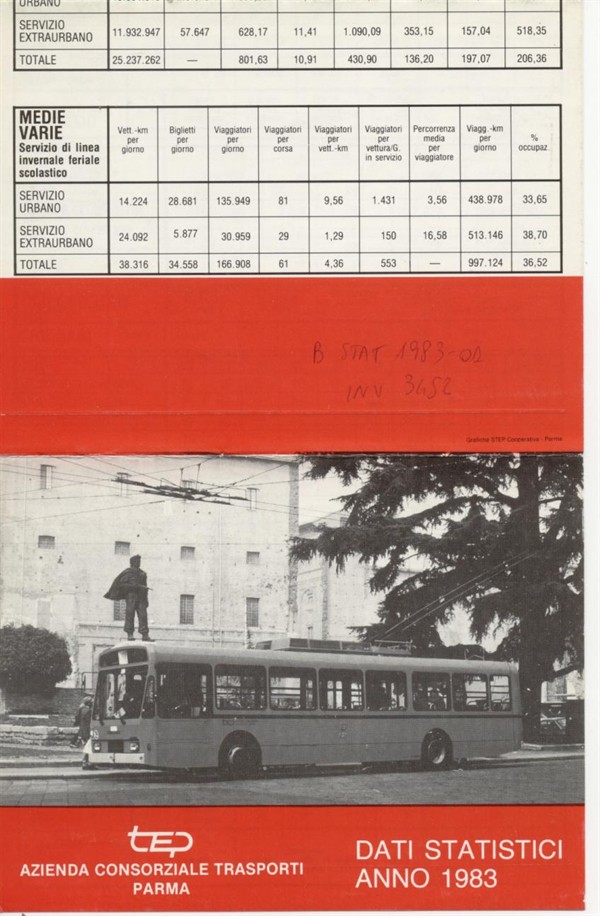 URBANO
SERVIZIO EXTRAURBANO 11.932.947 57.647 628,17 11,41 1.090,09 353,15 157,04 518,35
TOTALE 25.237.262 — 801,63 10,91 430,90 136,20 197,07 206,36
MEDIE VARIE Servizio di linea invernale feriale scolastico Vett.-km per giorno Biglietti per giorno Viaggiatori per giorno Viaggiatori per corsa Viaggiatori per vett.-km Viaggiatori per vettura/G. in servizio Percorrenza media per viaggiatore Viagg.-km per giorno % occupaz.
SERVIZIO URBANO 14.224 28.681 135.949 81 9,56 1.431 3,56 438.978 33,65
SERVIZIO EXTRAURBANO 24.092 5.877 30.959 29 1,29 150 16,58 513.146 38,70
TOTALE 38.316 34.558 166.908 61 4,36 553 — 997.124 36,52
B STAT 1983-01
INV 3452
Grafiche STEP Cooperativa - Parma
tep
AZIENDA CONSORZIALE TRASPORTI
PARMA
DATI STATISTICI
ANNO 1983